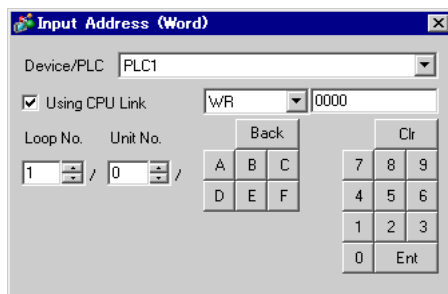 Input Address (Word)
Device/PLC PLC1
Using CPU Link WR 0000
Loop No. Unit No. Back Clr
1 / 0 / A B C 7 8 9
D E F 4 5 6
1 2 3
0 Ent